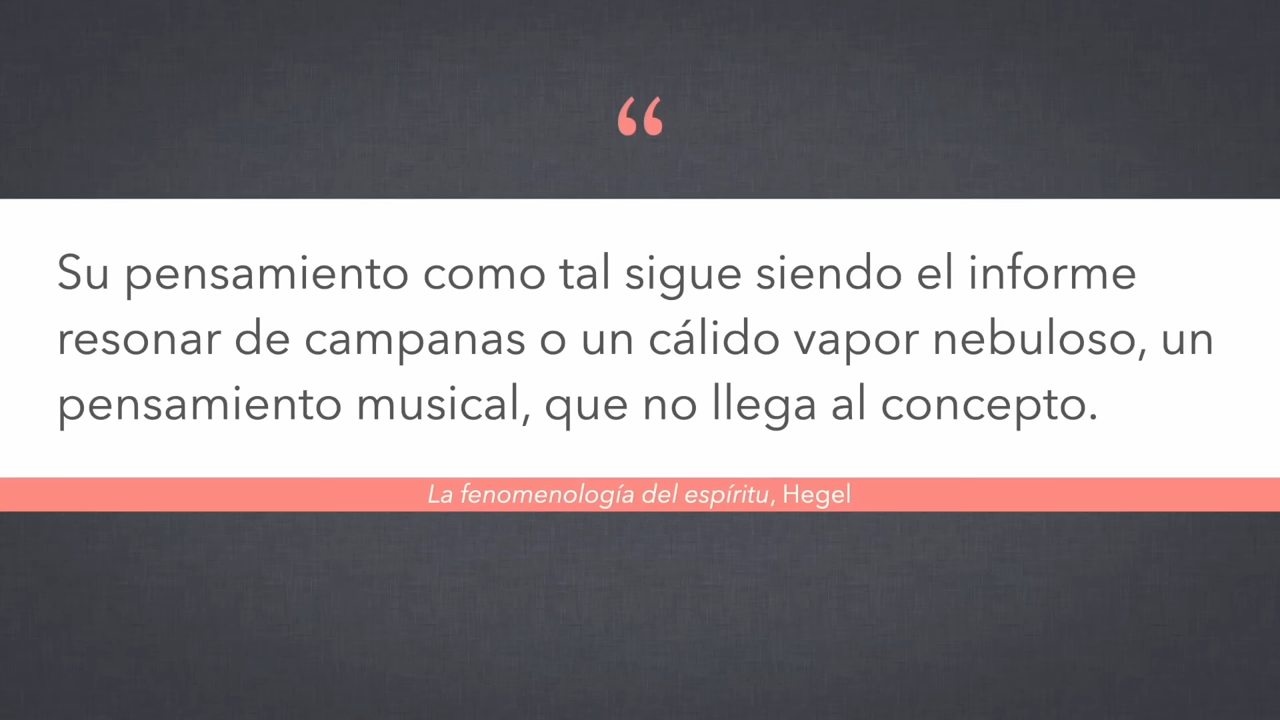 “
Su pensamiento como tal sigue siendo el informe
resonar de campanas o un cálido vapor nebuloso, un
pensamiento musical, que no llega al concepto.
La fenomenología del espíritu, Hegel